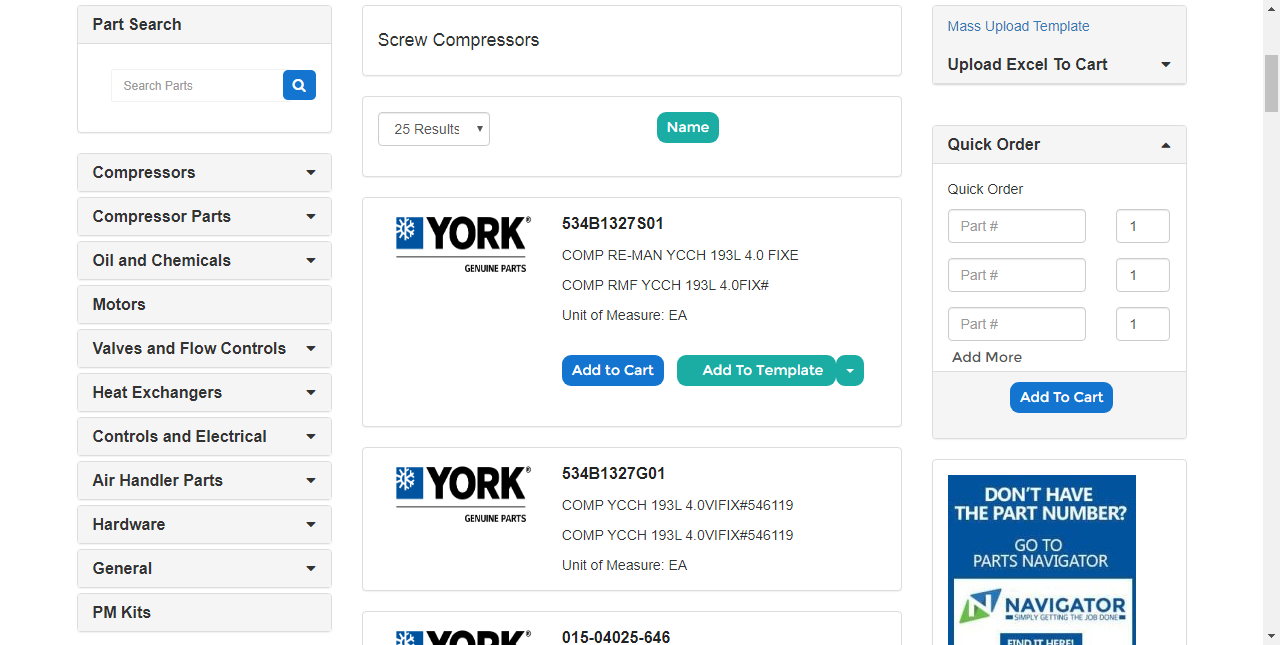 Part Search
Search Parts
Compressors
Compressor Parts
Oil and Chemicals
Motors
Valves and Flow Controls
Heat Exchangers
Controls and Electrical
Air Handler Parts
Hardware
General
PM Kits
Screw Compressors
25 Results
Name
YORK®
GENUINE PARTS
534B1327S01
COMP RE-MAN YCCH 193L 4.0 FIXE
COMP RMF YCCH 193L 4.0FIX#
Unit of Measure: EA
Add to Cart
Add To Template
YORK®
GENUINE PARTS
534B1327G01
COMP YCCH 193L 4.0VIFIX#546119
COMP YCCH 193L 4.0VIFIX#546119
Unit of Measure: EA
YORK®
015-04025-646
Mass Upload Template
Upload Excel To Cart
Quick Order
Quick Order
Part # 1
Part # 1
Part # 1
Add More
Add To Cart
DON'T HAVE
THE PART NUMBER?
GO TO
PARTS NAVIGATOR
NAVIGATOR
SIMPLY GETTING THE JOB DONE
FIND IT HERE!